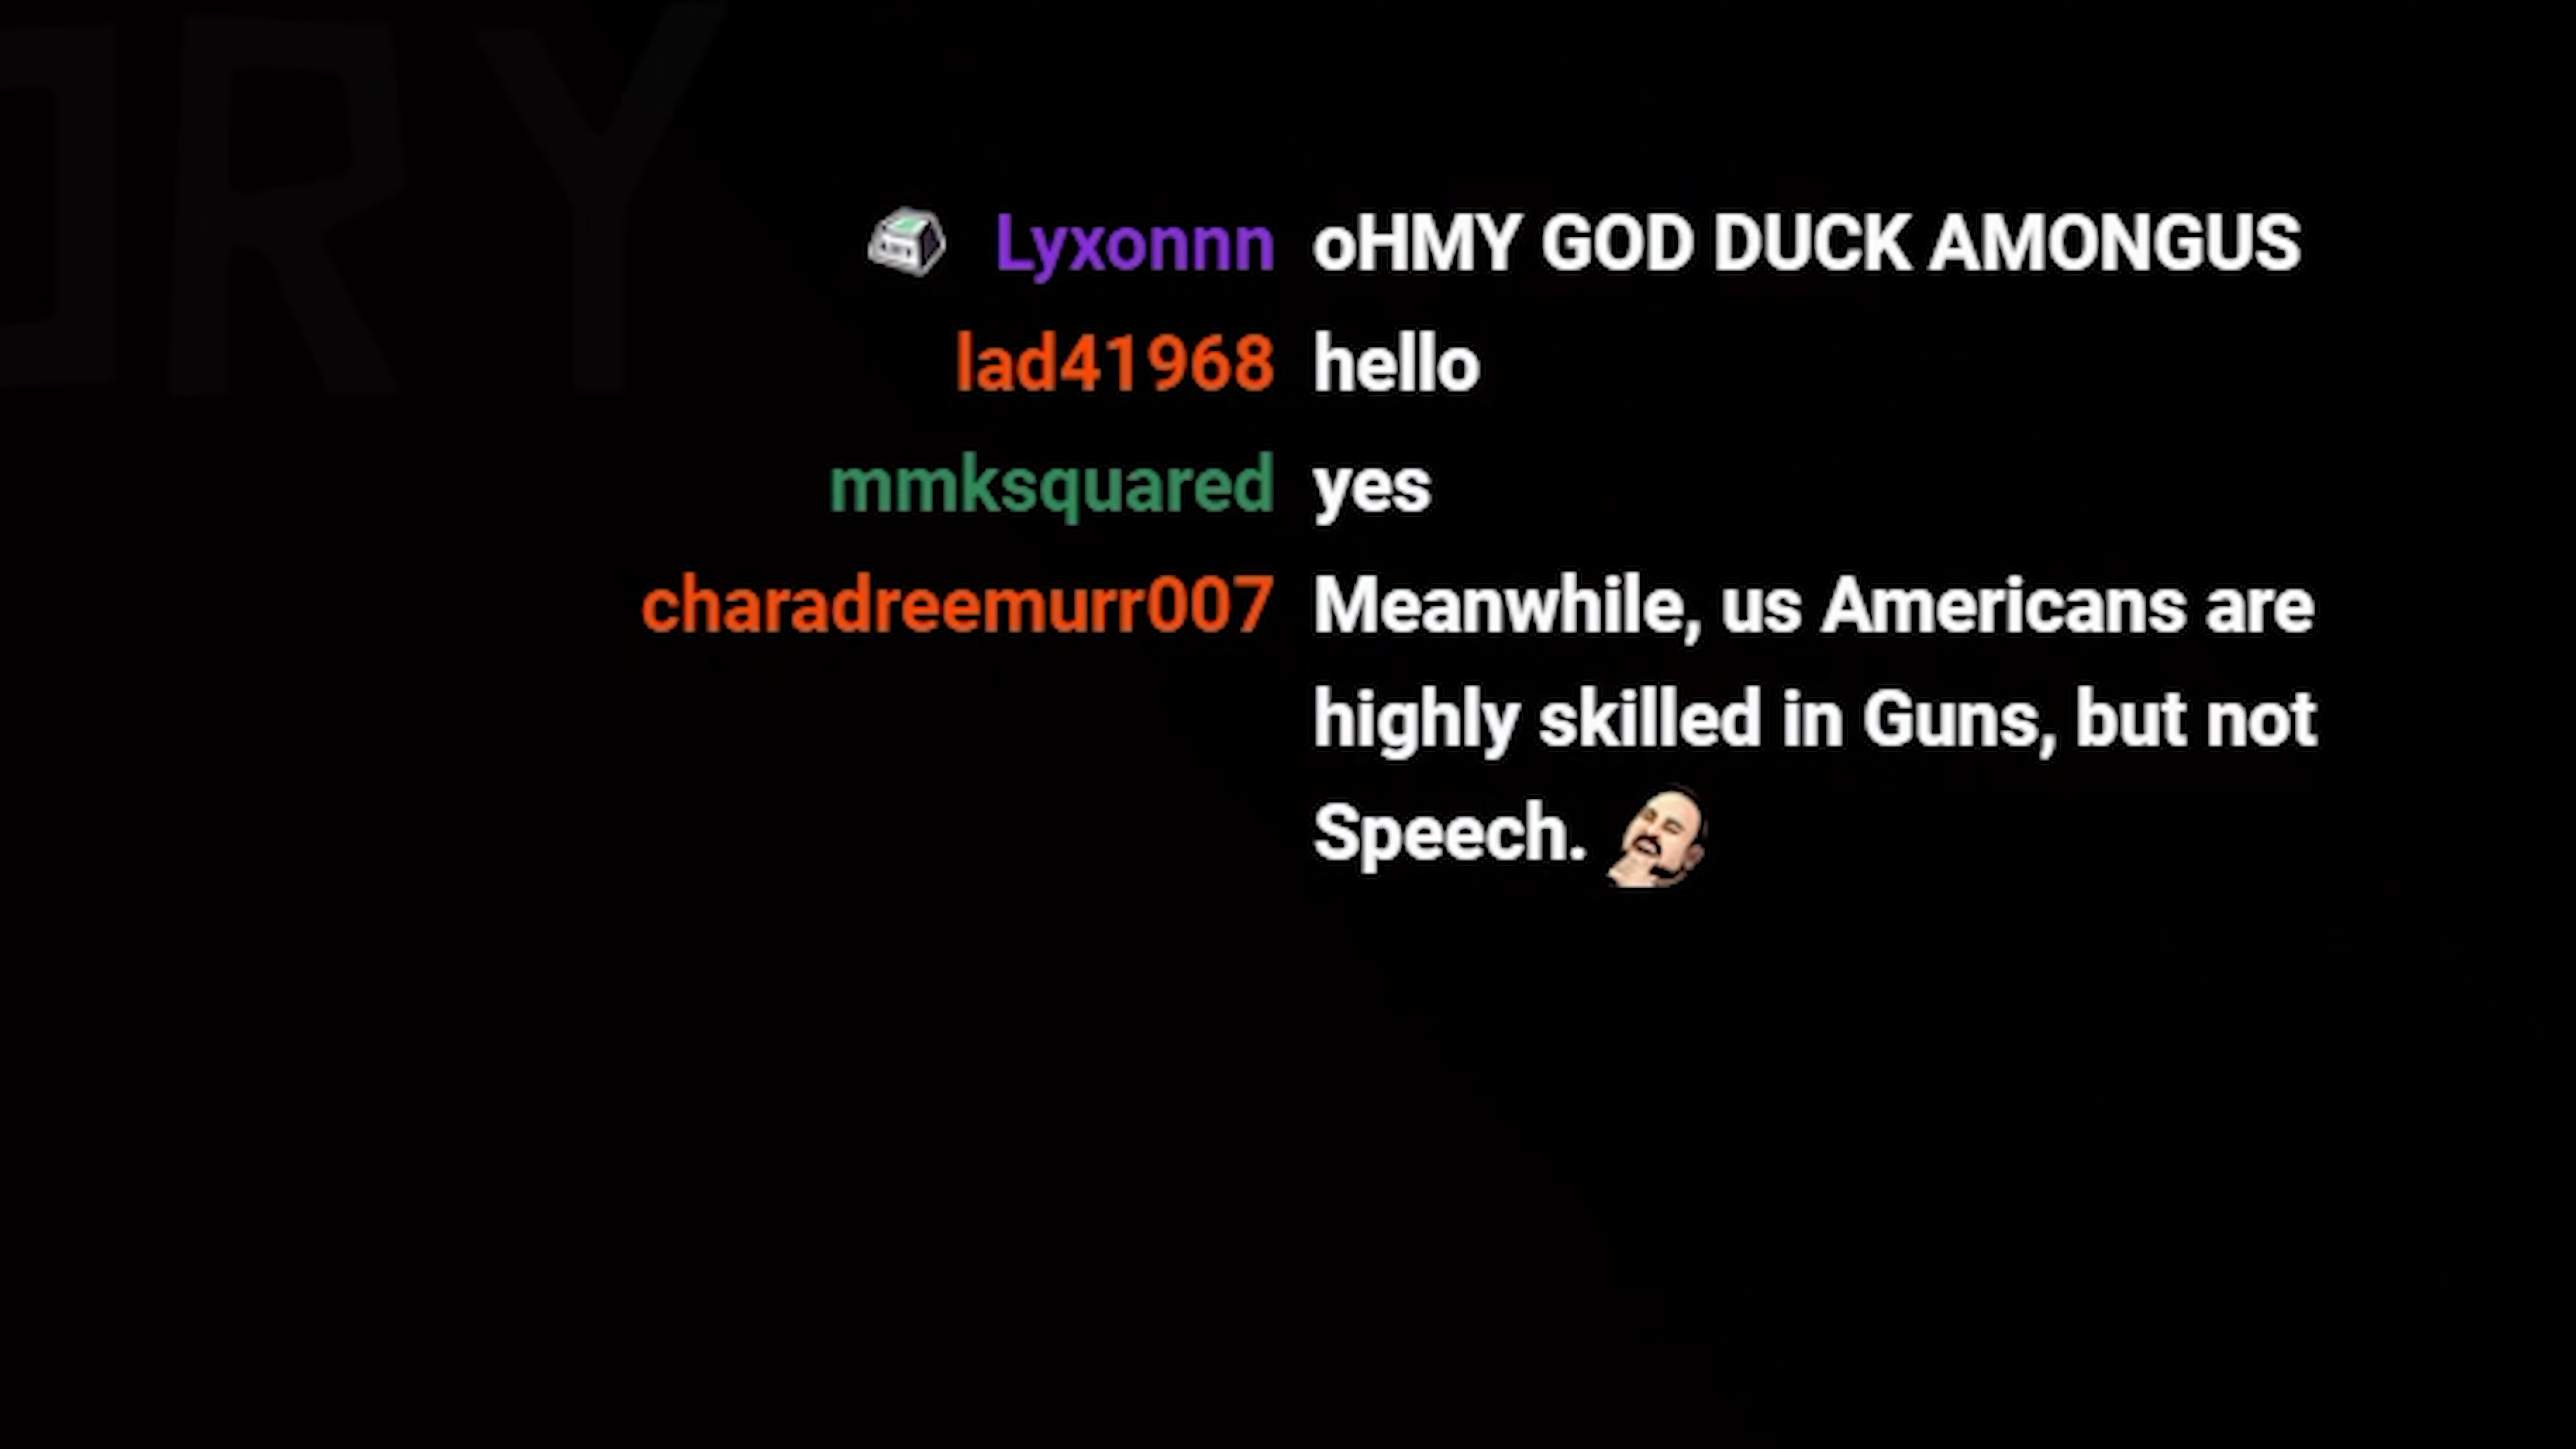 ORY
Lyxonnn oHMY GOD DUCK AMONGUS
lad41968 hello
mmksquared yes
charadreemurr007 Meanwhile, us Americans are
highly skilled in Guns, but not
Speech.